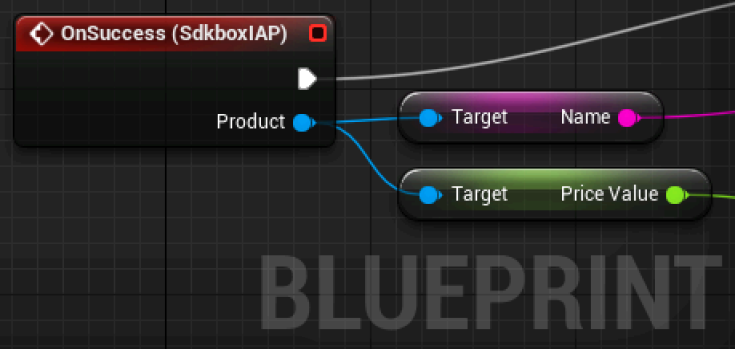 OnSuccess (SdkboxIAP)
Product
Target Name
Target Price Value
BLUEPRINT